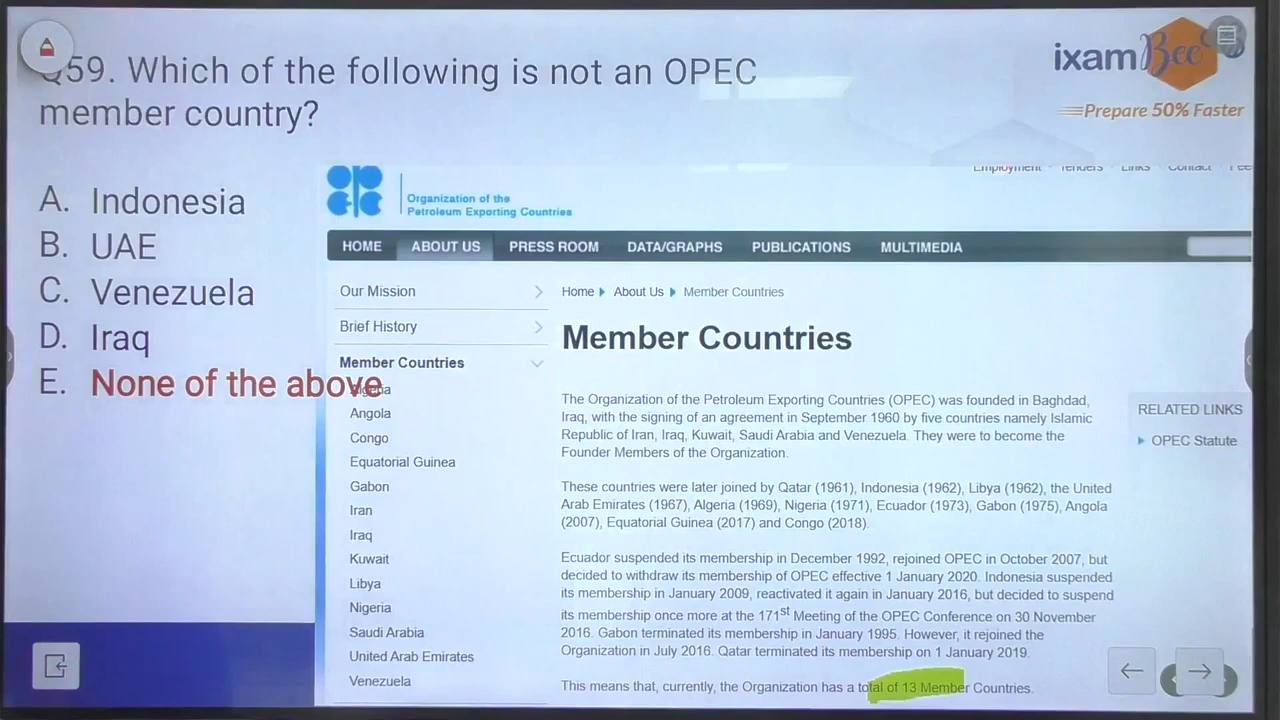 Q59. Which of the following is not an OPEC
member country?
ixamBee
Prepare 50% Faster
A. Indonesia
B. UAE
C. Venezuela
D. Iraq
E. None of the above
Employment Tenders Links Contact
Organization of the
Petroleum Exporting Countries
HOME ABOUT US PRESS ROOM DATA/GRAPHS PUBLICATIONS MULTIMEDIA
Our Mission
Brief History
Member Countries
Algeria
Angola
Congo
Equatorial Guinea
Gabon
Iran
Iraq
Kuwait
Libya
Nigeria
Saudi Arabia
United Arab Emirates
Venezuela
Home About Us Member Countries
Member Countries
The Organization of the Petroleum Exporting Countries (OPEC) was founded in Baghdad,
Iraq, with the signing of an agreement in September 1960 by five countries namely Islamic
Republic of Iran, Iraq, Kuwait, Saudi Arabia and Venezuela. They were to become the
Founder Members of the Organization.
These countries were later joined by Qatar (1961), Indonesia (1962), Libya (1962), the United
Arab Emirates (1967), Algeria (1969), Nigeria (1971), Ecuador (1973), Gabon (1975), Angola
(2007), Equatorial Guinea (2017) and Congo (2018).
Ecuador suspended its membership in December 1992, rejoined OPEC in October 2007, but
decided to withdraw its membership of OPEC effective 1 January 2020. Indonesia suspended
its membership in January 2009, reactivated it again in January 2016, but decided to suspend
its membership once more at the 171st Meeting of the OPEC Conference on 30 November
2016. Gabon terminated its membership in January 1995. However, it rejoined the
Organization in July 2016. Qatar terminated its membership on 1 January 2019.
This means that, currently, the Organization has a total of 13 Member Countries.
RELATED LINKS
OPEC Statute